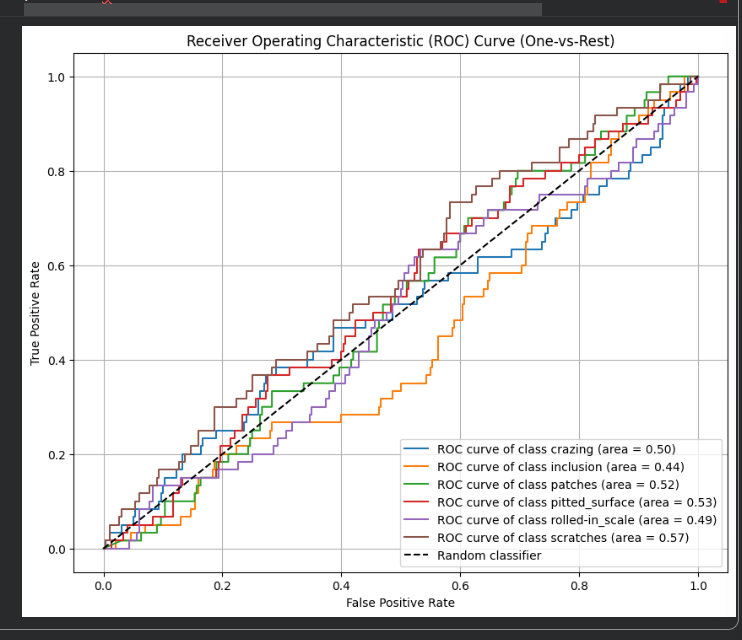 Receiver Operating Characteristic (ROC) Curve (One-vs-Rest)
1.0
0.8
0.6
0.4
0.2
0.0
True Positive Rate
ROC curve of class crazing (area = 0.50)
ROC curve of class inclusion (area = 0.44)
ROC curve of class patches (area = 0.52)
ROC curve of class pitted_surface (area = 0.53)
ROC curve of class rolled-in_scale (area = 0.49)
ROC curve of class scratches (area = 0.57)
Random classifier
0.0 0.2 0.4 0.6 0.8 1.0
False Positive Rate